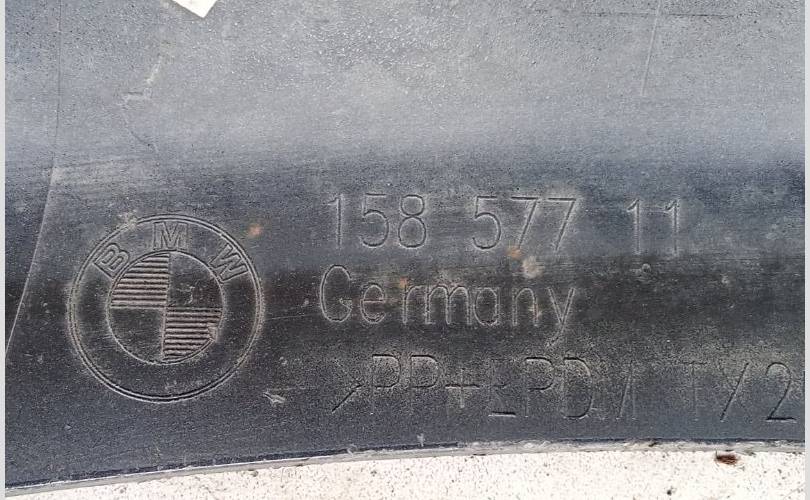 BMW
158 577 11
Germany
>PP+EPDM T/2